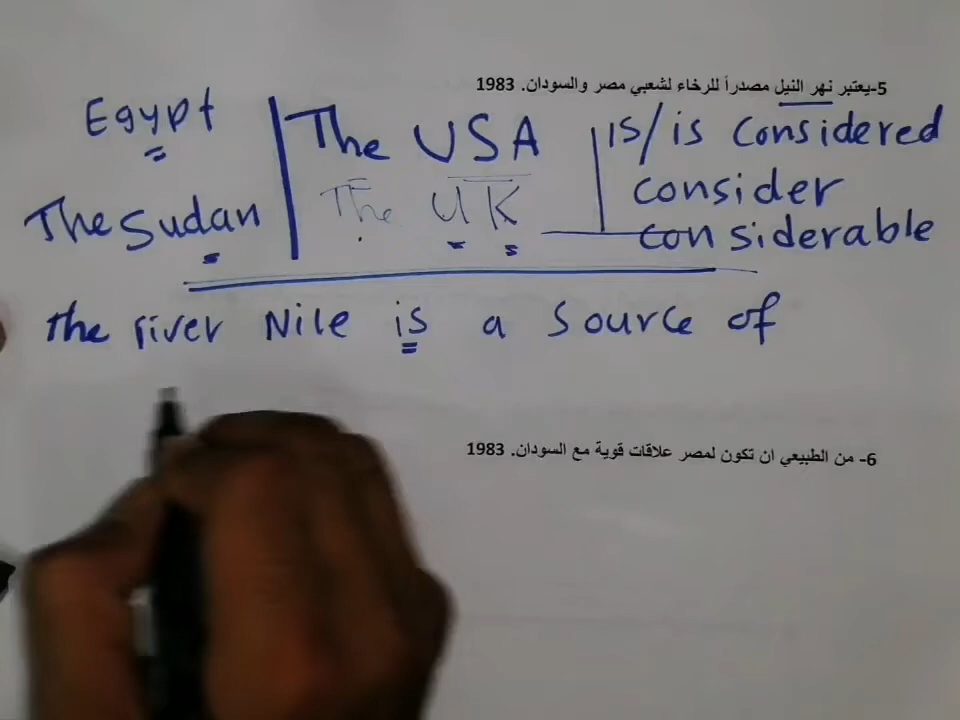 5-يعتبر نهر النيل مصدراً للرخاء لشعبي مصر والسودان. 1983
Egypt
The Sudan
The USA
The UK
is/is considered
consider
considerable
the river Nile is a source of
6- من الطبيعي ان تكون لمصر علاقات قوية مع السودان. 1983